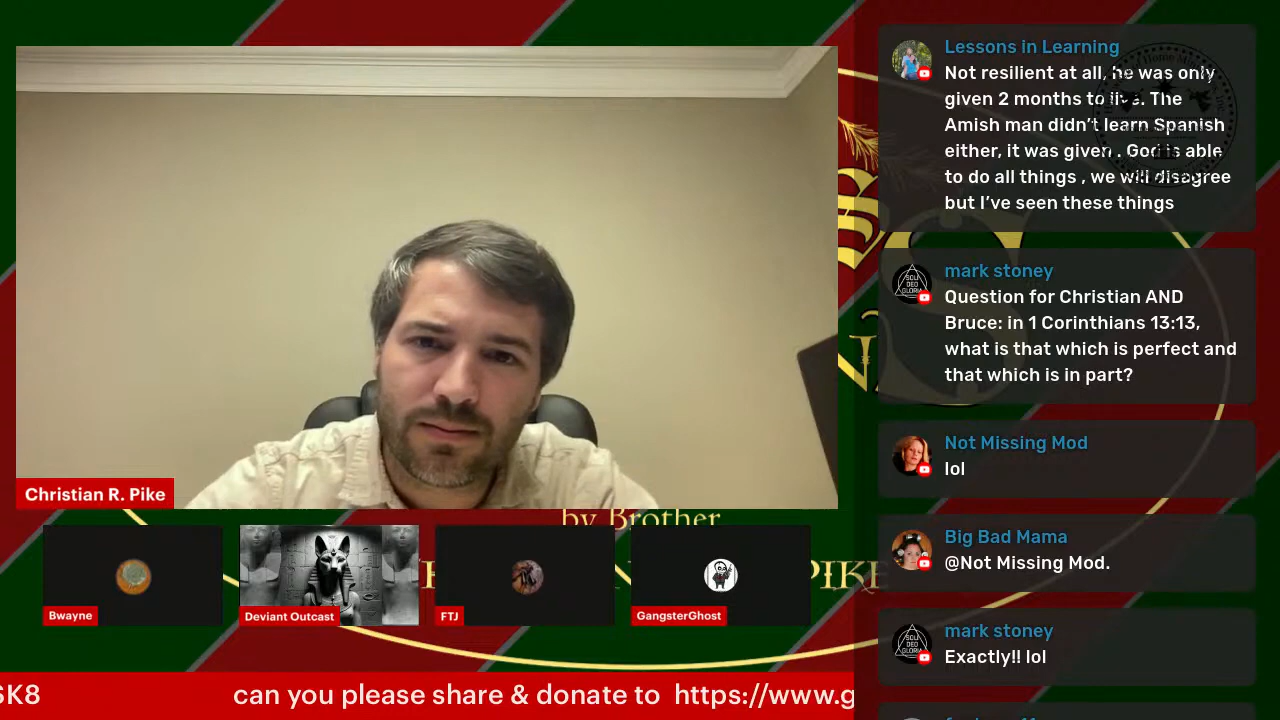 Lessons in Learning
Not resilient at all, he was only
given 2 months to live. The
Amish man didn't learn Spanish
either, it was given . God is able
to do all things , we will disagree
but I've seen these things
mark stoney
Question for Christian AND
Bruce: in 1 Corinthians 13:13,
what is that which is perfect and
that which is in part?
Not Missing Mod
lol
Big Bad Mama
@Not Missing Mod.
mark stoney
Exactly!! lol
SOLI
DEO
GLORIA
Christian R. Pike
by Brother
PIKE
Bwayne
Deviant Outcast
FTJ
GangsterGhost
SK8 can you please share & donate to https://www.g